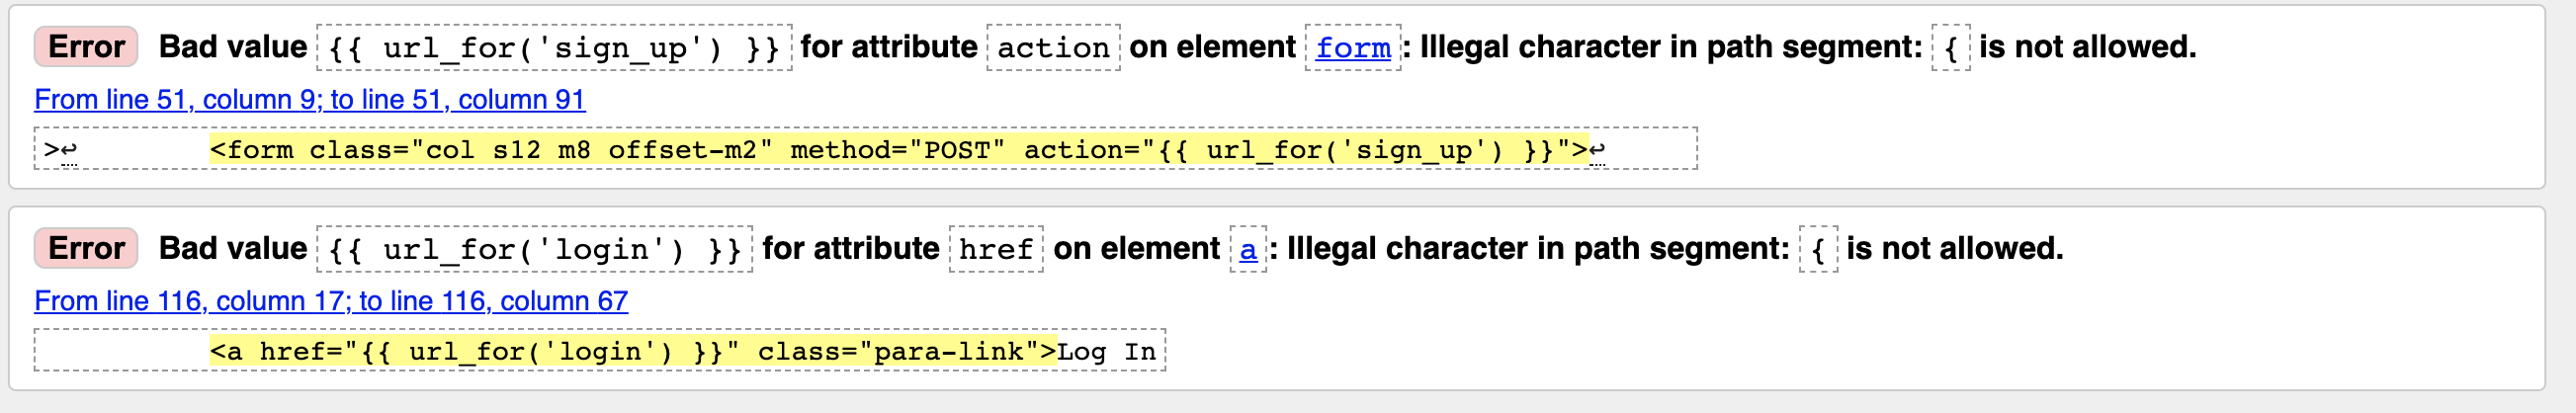 Error Bad value {{ url_for('sign_up') }} for attribute action on element form: Illegal character in path segment: { is not allowed.
From line 51, column 9; to line 51, column 91
>↩ <form class="col s12 m8 offset-m2" method="POST" action="{{ url_for('sign_up') }}">↩
Error Bad value {{ url_for('login') }} for attribute href on element a: Illegal character in path segment: { is not allowed.
From line 116, column 17; to line 116, column 67
<a href="{{ url_for('login') }}" class="para-link">Log In